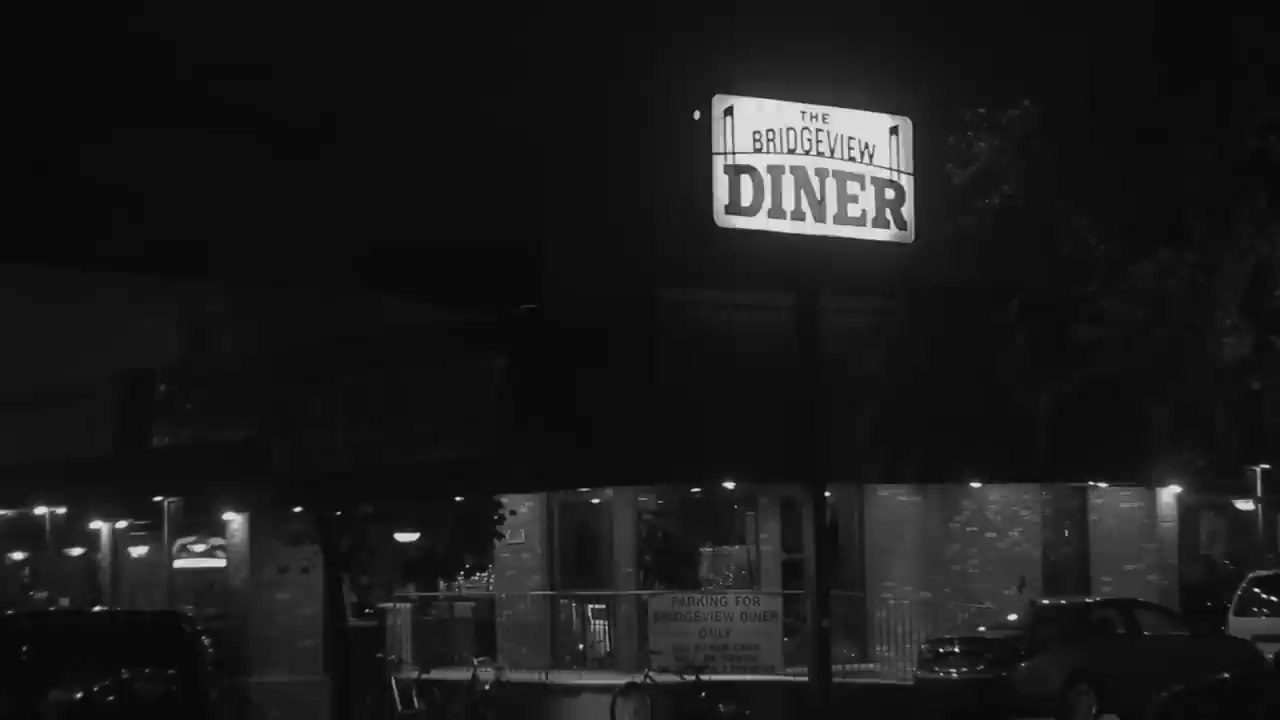 THE
BRIDGEVIEW
DINER
PARKING FOR
BRIDGEVIEW DINER
ONLY